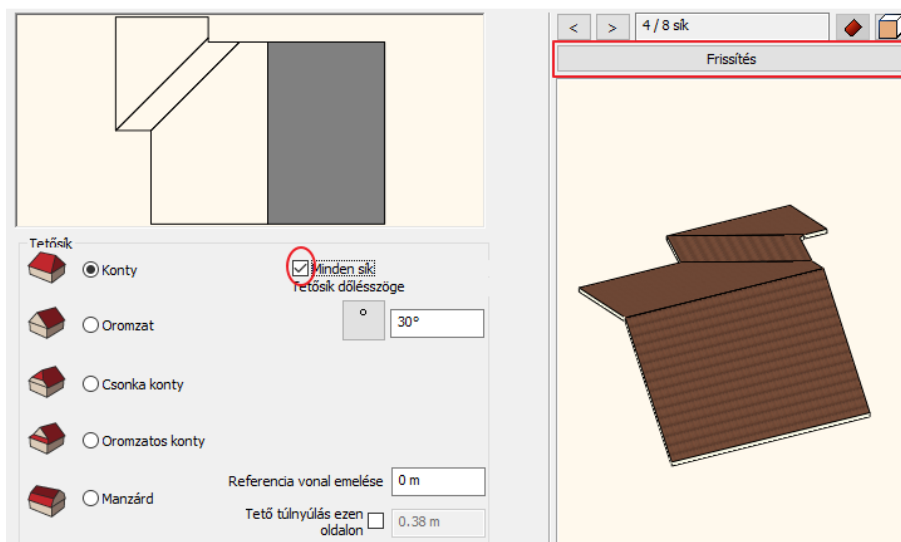 < > 4 / 8 sík
Frissítés
Tetősík
Konty
Minden sík
Tetősík dőlésszöge
Oromzat
° 30°
Csonka konty
Oromzatos konty
Referencia vonal emelése 0 m
Manzárd
Tető túlnyúlás ezen
oldalon 0.38 m